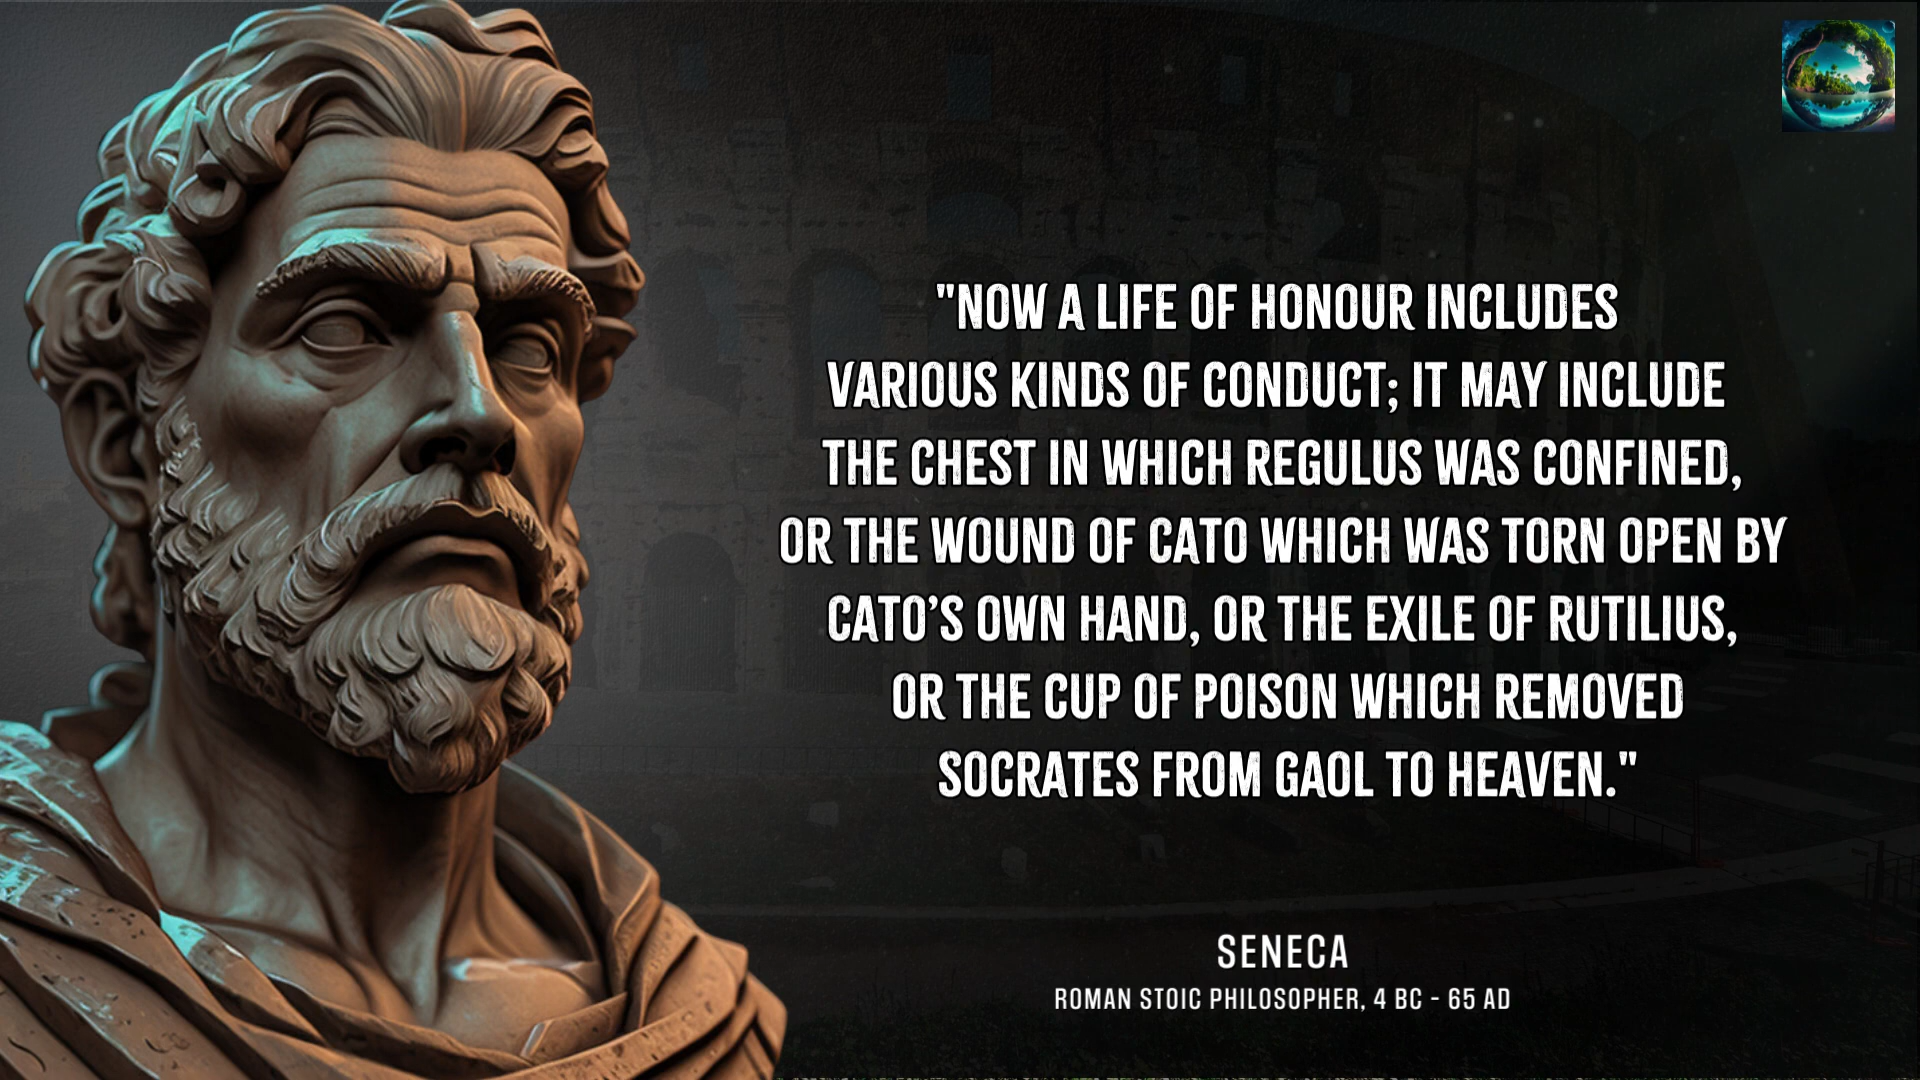 "NOW A LIFE OF HONOUR INCLUDES
VARIOUS KINDS OF CONDUCT; IT MAY INCLUDE
THE CHEST IN WHICH REGULUS WAS CONFINED,
OR THE WOUND OF CATO WHICH WAS TORN OPEN BY
CATO’S OWN HAND, OR THE EXILE OF RUTILIUS,
OR THE CUP OF POISON WHICH REMOVED
SOCRATES FROM GAOL TO HEAVEN."
SENECA
ROMAN STOIC PHILOSOPHER, 4 BC - 65 AD